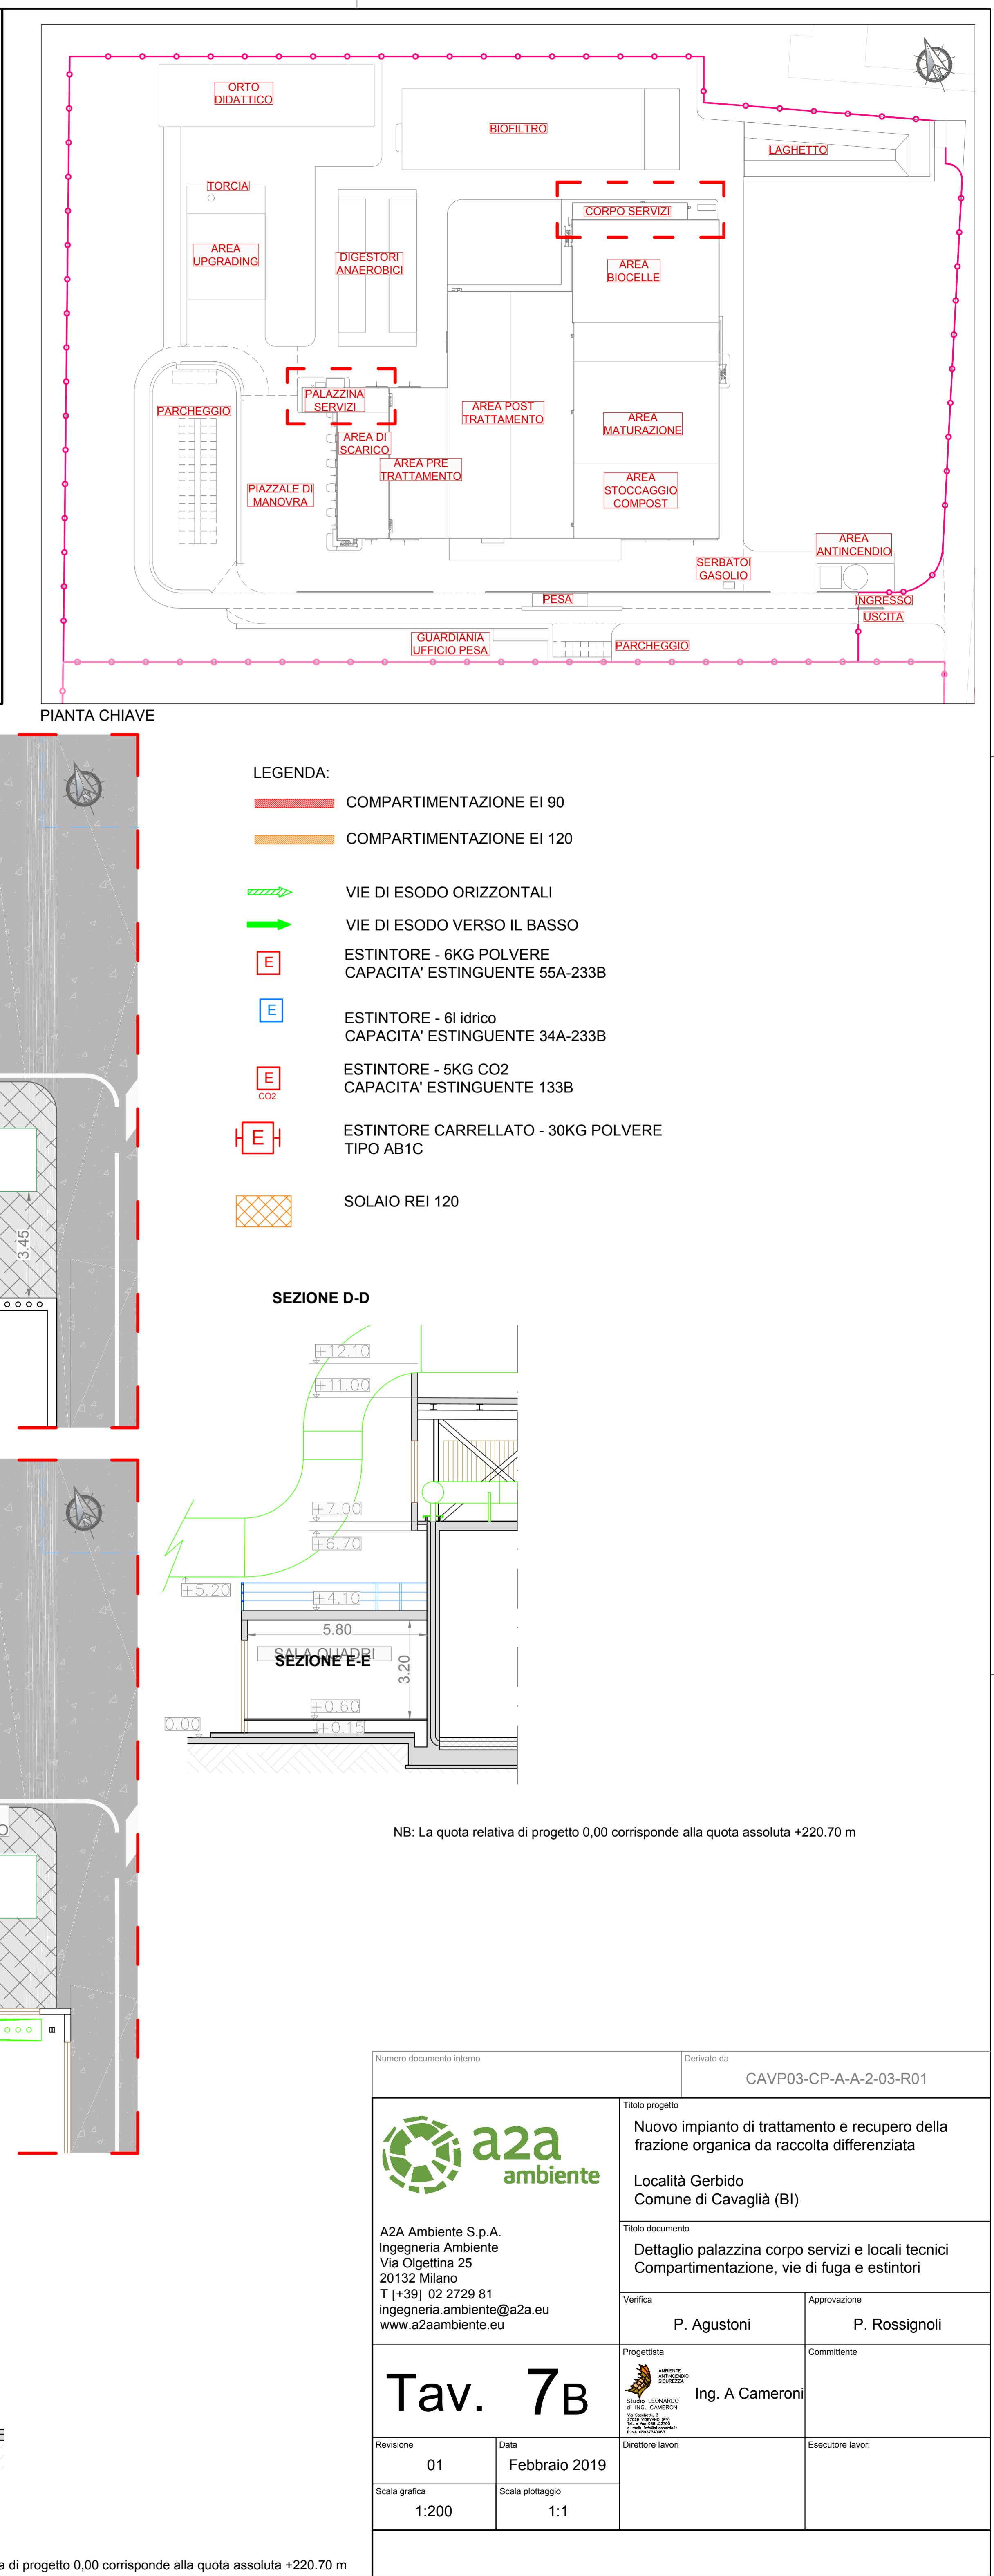 ORTO
DIDATTICO
BIOFILTRO
LAGHETTO
TORCIA
CORPO SERVIZI
AREA
UPGRADING
DIGESTORI
ANAEROBICI
AREA
BIOCELLE
PALAZZINA
SERVIZI
PARCHEGGIO
AREA POST
TRATTAMENTO
AREA
MATURAZIONE
AREA DI
SCARICO
AREA PRE
TRATTAMENTO
PIAZZALE DI
MANOVRA
AREA
STOCCAGGIO
COMPOST
AREA
ANTINCENDIO
SERBATOI
GASOLIO
PESA
INGRESSO
USCITA
GUARDIANIA
UFFICIO PESA
PARCHEGGIO
PIANTA CHIAVE
LEGENDA:
COMPARTIMENTAZIONE EI 90
COMPARTIMENTAZIONE EI 120
VIE DI ESODO ORIZZONTALI
VIE DI ESODO VERSO IL BASSO
E
ESTINTORE - 6KG POLVERE
CAPACITA' ESTINGUENTE 55A-233B
E
ESTINTORE - 6l idrico
CAPACITA' ESTINGUENTE 34A-233B
E
CO2
ESTINTORE - 5KG CO2
CAPACITA' ESTINGUENTE 133B
E
ESTINTORE CARRELLATO - 30KG POLVERE
TIPO AB1C
SOLAIO REI 120
3.45
SEZIONE D-D
+12.10
+11.00
+7.00
+6.70
+5.20
+4.10
5.80
SALA QUADRI
SEZIONE E-E
3.20
+0.60
0.00
+0.15
NB: La quota relativa di progetto 0,00 corrisponde alla quota assoluta +220.70 m
Numero documento interno
Derivato da
CAVP03-CP-A-A-2-03-R01
a2a
ambiente
A2A Ambiente S.p.A.
Ingegneria Ambiente
Via Olgettina 25
20132 Milano
T [+39] 02 2729 81
ingegneria.ambiente@a2a.eu
www.a2aambiente.eu
Titolo progetto
Nuovo impianto di trattamento e recupero della
frazione organica da raccolta differenziata
Località Gerbido
Comune di Cavaglià (BI)
Titolo documento
Dettaglio palazzina corpo servizi e locali tecnici
Compartimentazione, vie di fuga e estintori
Verifica
P. Agustoni
Approvazione
P. Rossignoli
Tav. 7B
Progettista
AMBIENTE
ANTINCENDIO
SICUREZZA
Studio LEONARDO
di ING. CAMERONI
Ing. A Cameroni
Committente
Revisione
01
Data
Febbraio 2019
Direttore lavori
Esecutore lavori
Scala grafica
1:200
Scala plottaggio
1:1
a di progetto 0,00 corrisponde alla quota assoluta +220.70 m